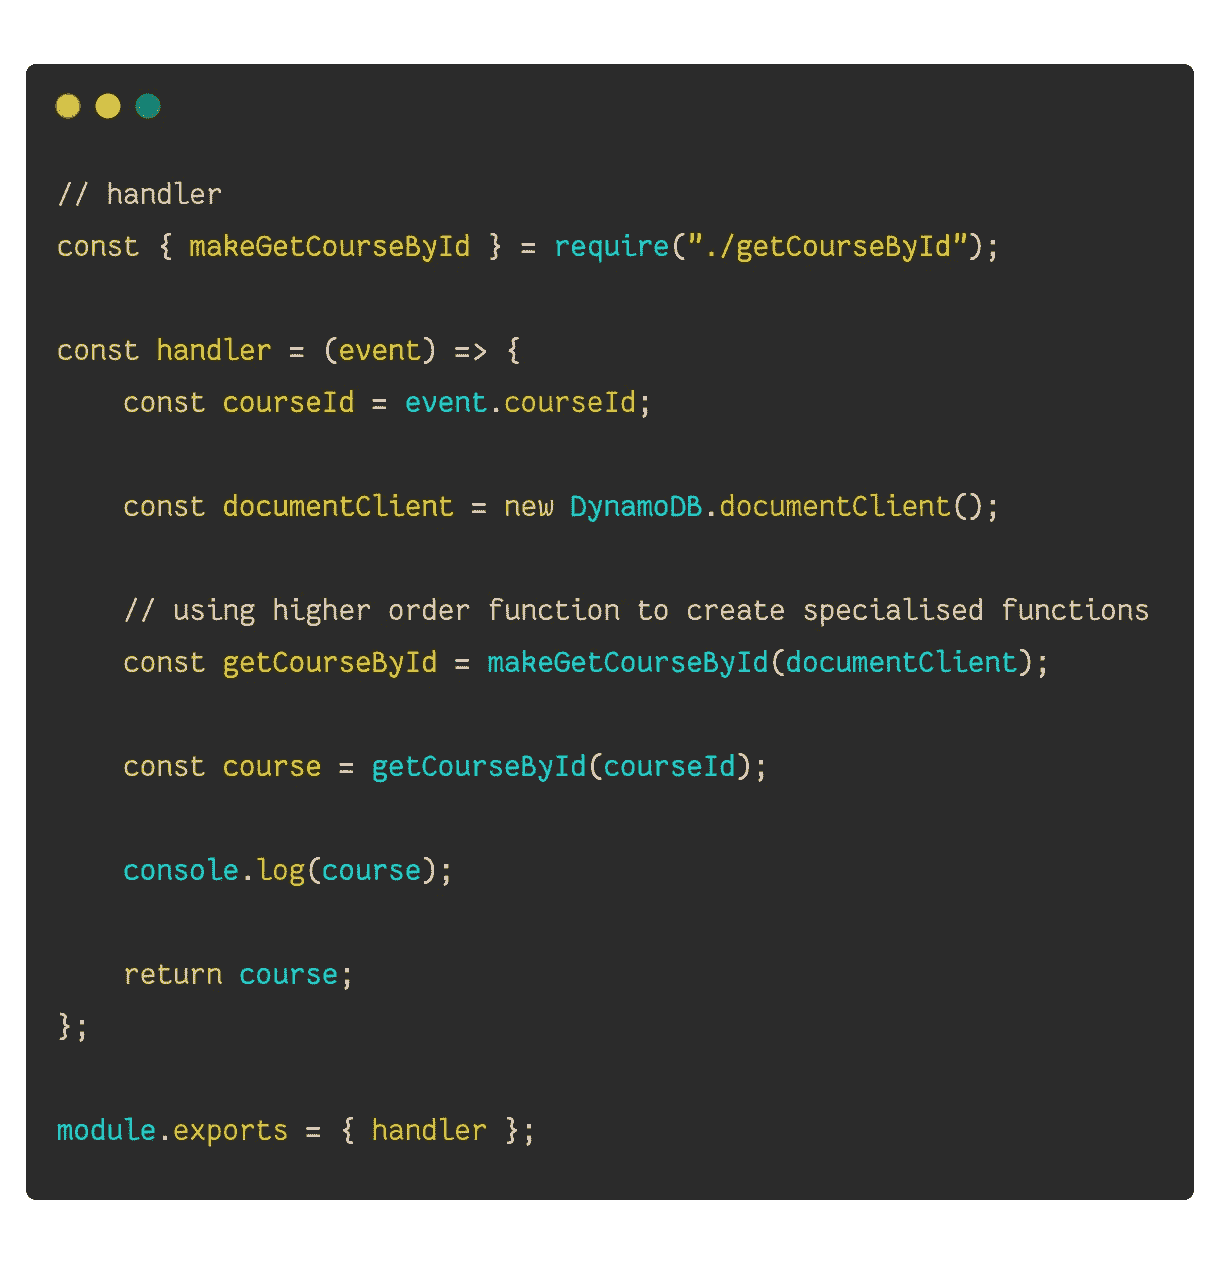 // handler
const { makeGetCourseById } = require("./getCourseById");
const handler = (event) => {
    const courseId = event.courseId;
    const documentClient = new DynamoDB.documentClient();
    // using higher order function to create specialised functions
    const getCourseById = makeGetCourseById(documentClient);
    const course = getCourseById(courseId);
    console.log(course);
    return course;
};
module.exports = { handler };